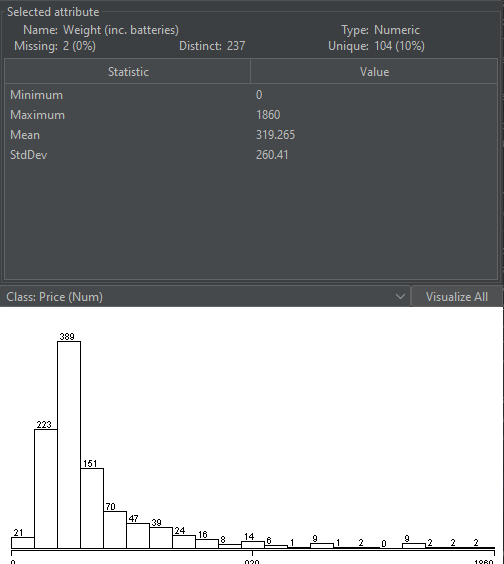 Selected attribute
Name: Weight (inc. batteries) Type: Numeric
Missing: 2 (0%) Distinct: 237 Unique: 104 (10%)
Statistic Value
Minimum 0
Maximum 1860
Mean 319.265
StdDev 260.41
Class: Price (Num) Visualize All
389
223
151
70
47
39
24
21
16
14
8
6
1
9
1
2
0
9
2
2
2
0 930 1860